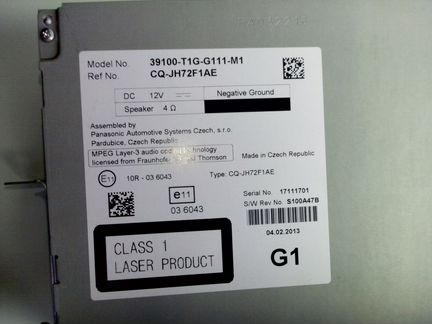 Model No. 39100-T1G-G111-M1
Ref No. CQ-JH72F1AE
DC 12V Negative Ground
Speaker 4 Ω
Assembled by
Panasonic Automotive Systems Czech, s.r.o.
Pardubice, Czech Republic
MPEG Layer-3 audio coding technology
licensed from Fraunhofer and Thomson
Made in Czech Republic
E11 10R - 03 6043
e11
03 6043
Type: CQ-JH72F1AE
Serial No. 17111701
S/W Rev No. S100A47B
04.02.2013
CLASS 1
LASER PRODUCT
G1